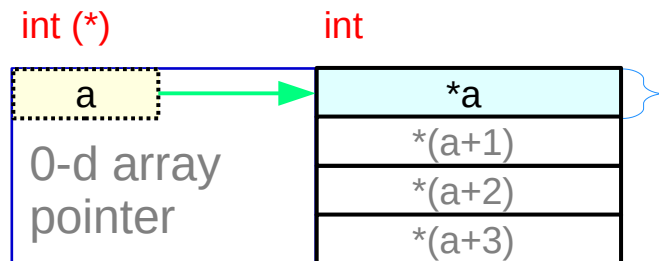 int (*)
int
a
*a
*(a+1)
0-d array
pointer
*(a+2)
*(a+3)